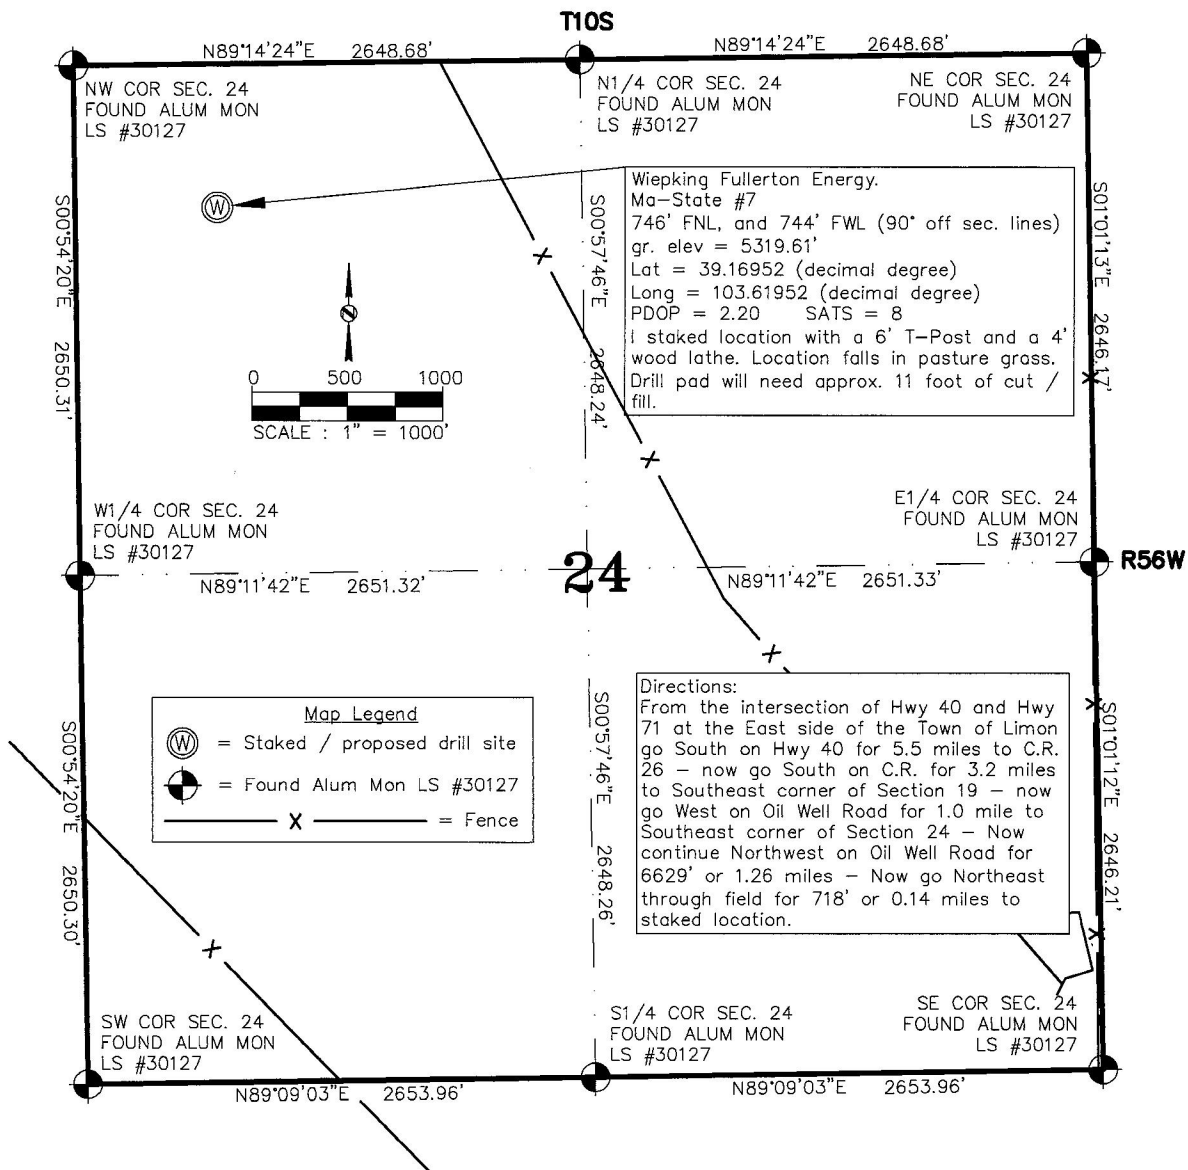 T10S
N89°14'24"E 2648.68'
N89°14'24"E 2648.68'
NW COR SEC. 24
FOUND ALUM MON
LS #30127
N1/4 COR SEC. 24
FOUND ALUM MON
LS #30127
NE COR SEC. 24
FOUND ALUM MON
LS #30127
S00°54'20"E 2650.31'
S00°57'46"E 2648.24'
S01°01'13"E 2646.17'
W
Wiepking Fullerton Energy.
Ma-State #7
746' FNL, and 744' FWL (90° off sec. lines)
gr. elev = 5319.61'
Lat = 39.16952 (decimal degree)
Long = 103.61952 (decimal degree)
PDOP = 2.20 SATS = 8
I staked location with a 6' T-Post and a 4'
wood lathe. Location falls in pasture grass.
Drill pad will need approx. 11 foot of cut /
fill.
N
0 500 1000
SCALE : 1" = 1000'
W1/4 COR SEC. 24
FOUND ALUM MON
LS #30127
E1/4 COR SEC. 24
FOUND ALUM MON
LS #30127
R56W
N89°11'42"E 2651.32'
24
N89°11'42"E 2651.33'
S00°54'20"E 2650.30'
S00°57'46"E 2648.26'
S01°01'12"E 2646.21'
Map Legend
W = Staked / proposed drill site
= Found Alum Mon LS #30127
X = Fence
Directions:
From the intersection of Hwy 40 and Hwy
71 at the East side of the Town of Limon
go South on Hwy 40 for 5.5 miles to C.R.
26 - now go South on C.R. for 3.2 miles
to Southeast corner of Section 19 - now
go West on Oil Well Road for 1.0 mile to
Southeast corner of Section 24 - Now
continue Northwest on Oil Well Road for
6629' or 1.26 miles - Now go Northeast
through field for 718' or 0.14 miles to
staked location.
SW COR SEC. 24
FOUND ALUM MON
LS #30127
S1/4 COR SEC. 24
FOUND ALUM MON
LS #30127
SE COR SEC. 24
FOUND ALUM MON
LS #30127
N89°09'03"E 2653.96'
N89°09'03"E 2653.96'